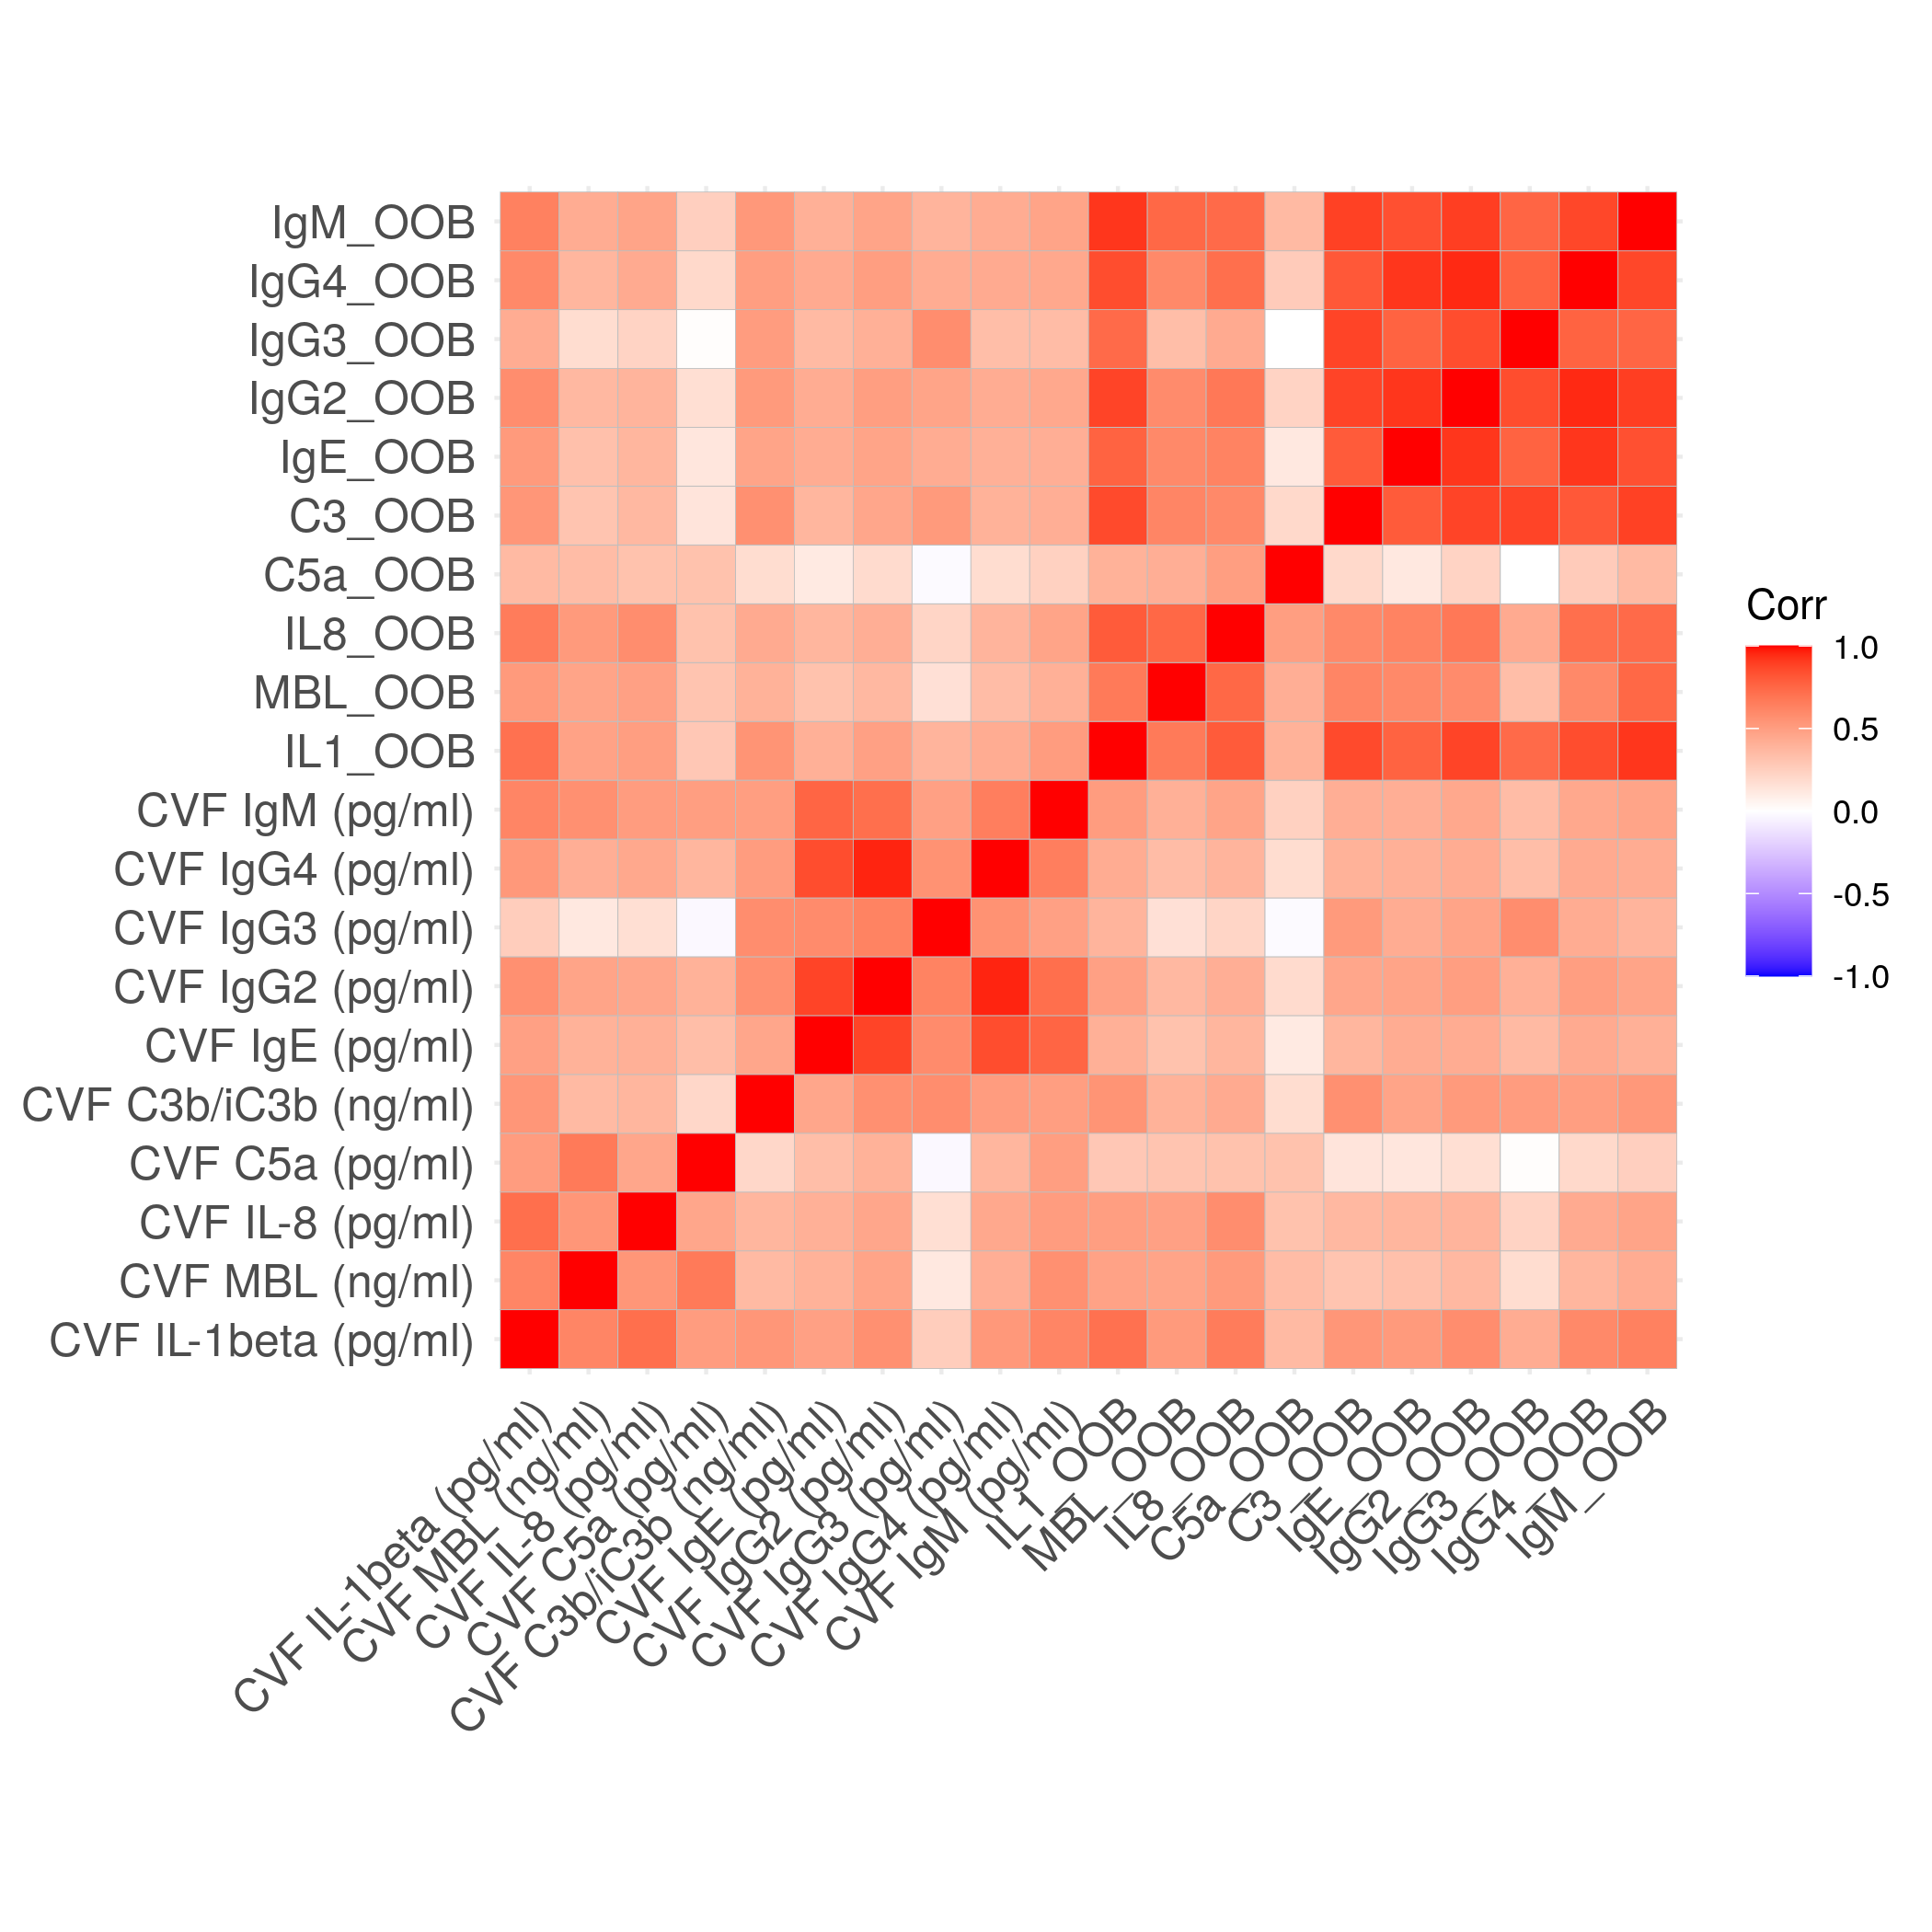 IgM_OOB
IgG4_OOB
IgG3_OOB
IgG2_OOB
IgE_OOB
C3_OOB
C5a_OOB
IL8_OOB
MBL_OOB
IL1_OOB
CVF IgM (pg/ml)
CVF IgG4 (pg/ml)
CVF IgG3 (pg/ml)
CVF IgG2 (pg/ml)
CVF IgE (pg/ml)
CVF C3b/iC3b (ng/ml)
CVF C5a (pg/ml)
CVF IL-8 (pg/ml)
CVF MBL (ng/ml)
CVF IL-1beta (pg/ml)
CVF IL-1beta (pg/ml)
CVF MBL (ng/ml)
CVF IL-8 (pg/ml)
CVF C5a (pg/ml)
CVF C3b/iC3b (ng/ml)
CVF IgE (pg/ml)
CVF IgG2 (pg/ml)
CVF IgG3 (pg/ml)
CVF IgG4 (pg/ml)
CVF IgM (pg/ml)
IL1_OOB
MBL_OOB
IL8_OOB
C5a_OOB
C3_OOB
IgE_OOB
IgG2_OOB
IgG3_OOB
IgG4_OOB
IgM_OOB
Corr
1.0
0.5
0.0
-0.5
-1.0